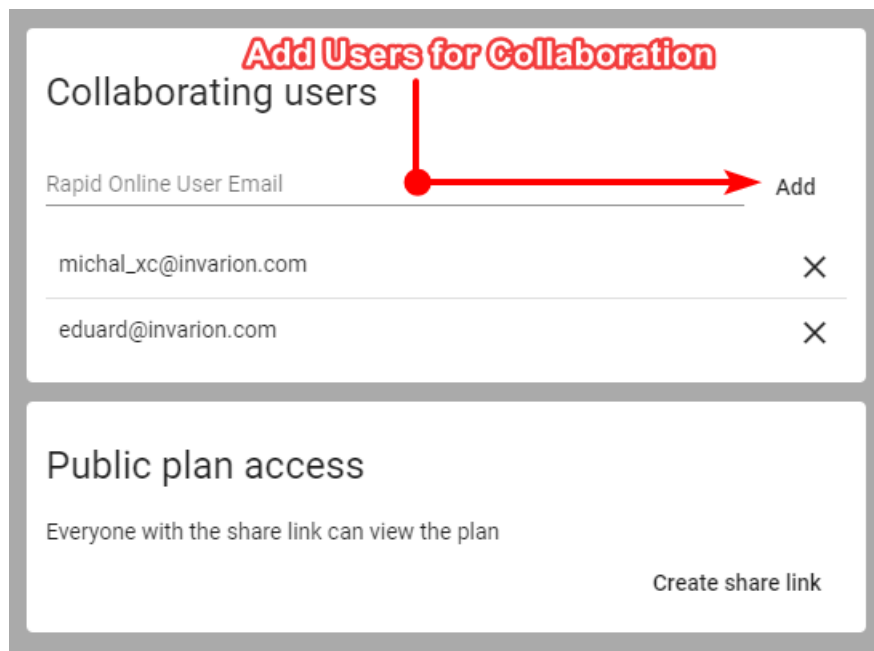 Add Users for Collaboration
Collaborating users
Rapid Online User Email
Add
michal_xc@invarion.com
eduard@invarion.com
Public plan access
Everyone with the share link can view the plan
Create share link